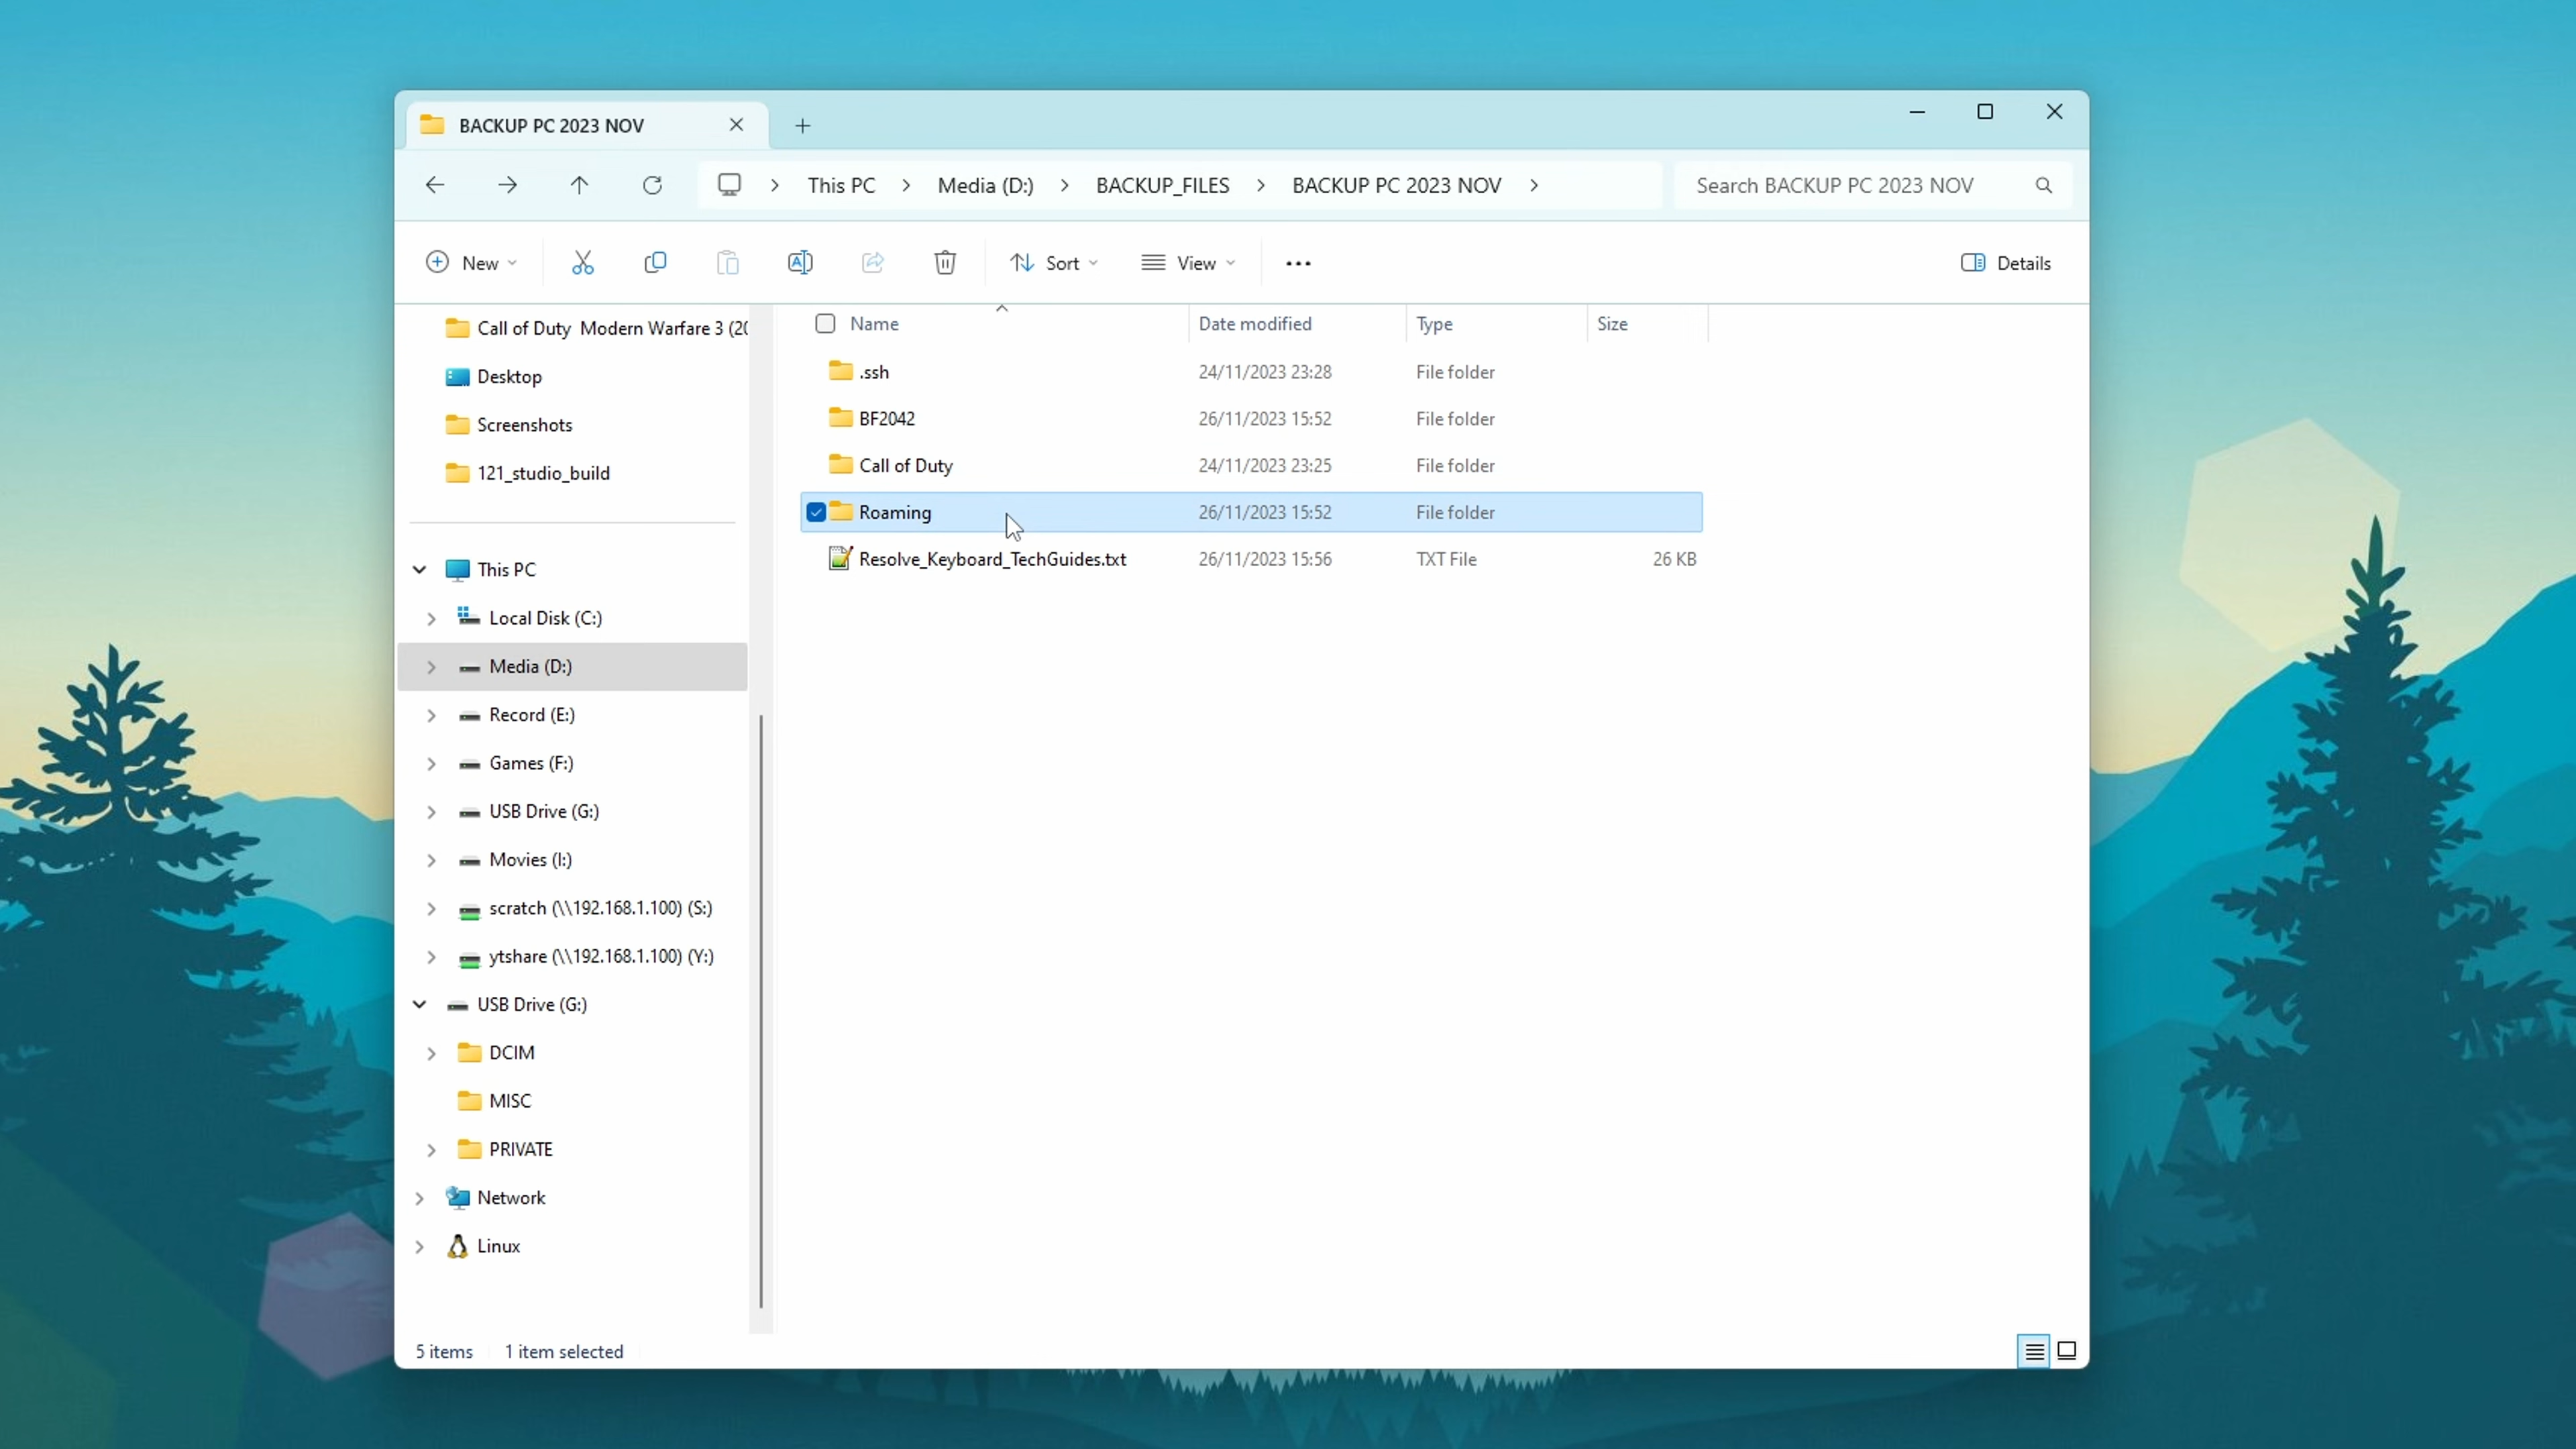 BACKUP PC 2023 NOV
This PC > Media (D:) > BACKUP_FILES > BACKUP PC 2023 NOV >
Search BACKUP PC 2023 NOV
New
Sort
View
Details
Call of Duty Modern Warfare 3 (20
Desktop
Screenshots
121_studio_build
This PC
Local Disk (C:)
Media (D:)
Record (E:)
Games (F:)
USB Drive (G:)
Movies (I:)
scratch (\\192.168.1.100) (S:)
ytshare (\\192.168.1.100) (Y:)
USB Drive (G:)
DCIM
MISC
PRIVATE
Network
Linux
Name Date modified Type Size
.ssh 24/11/2023 23:28 File folder
BF2042 26/11/2023 15:52 File folder
Call of Duty 24/11/2023 23:25 File folder
Roaming 26/11/2023 15:52 File folder
Resolve_Keyboard_TechGuides.txt 26/11/2023 15:56 TXT File 26 KB
5 items 1 item selected